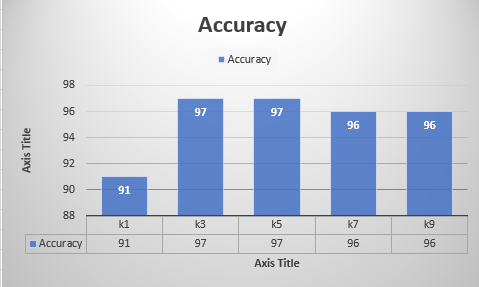 Accuracy
Accuracy
98
96
94
92
90
88
Axis Title
91
97
97
96
96
k1 k3 k5 k7 k9
Accuracy 91 97 97 96 96
Axis Title